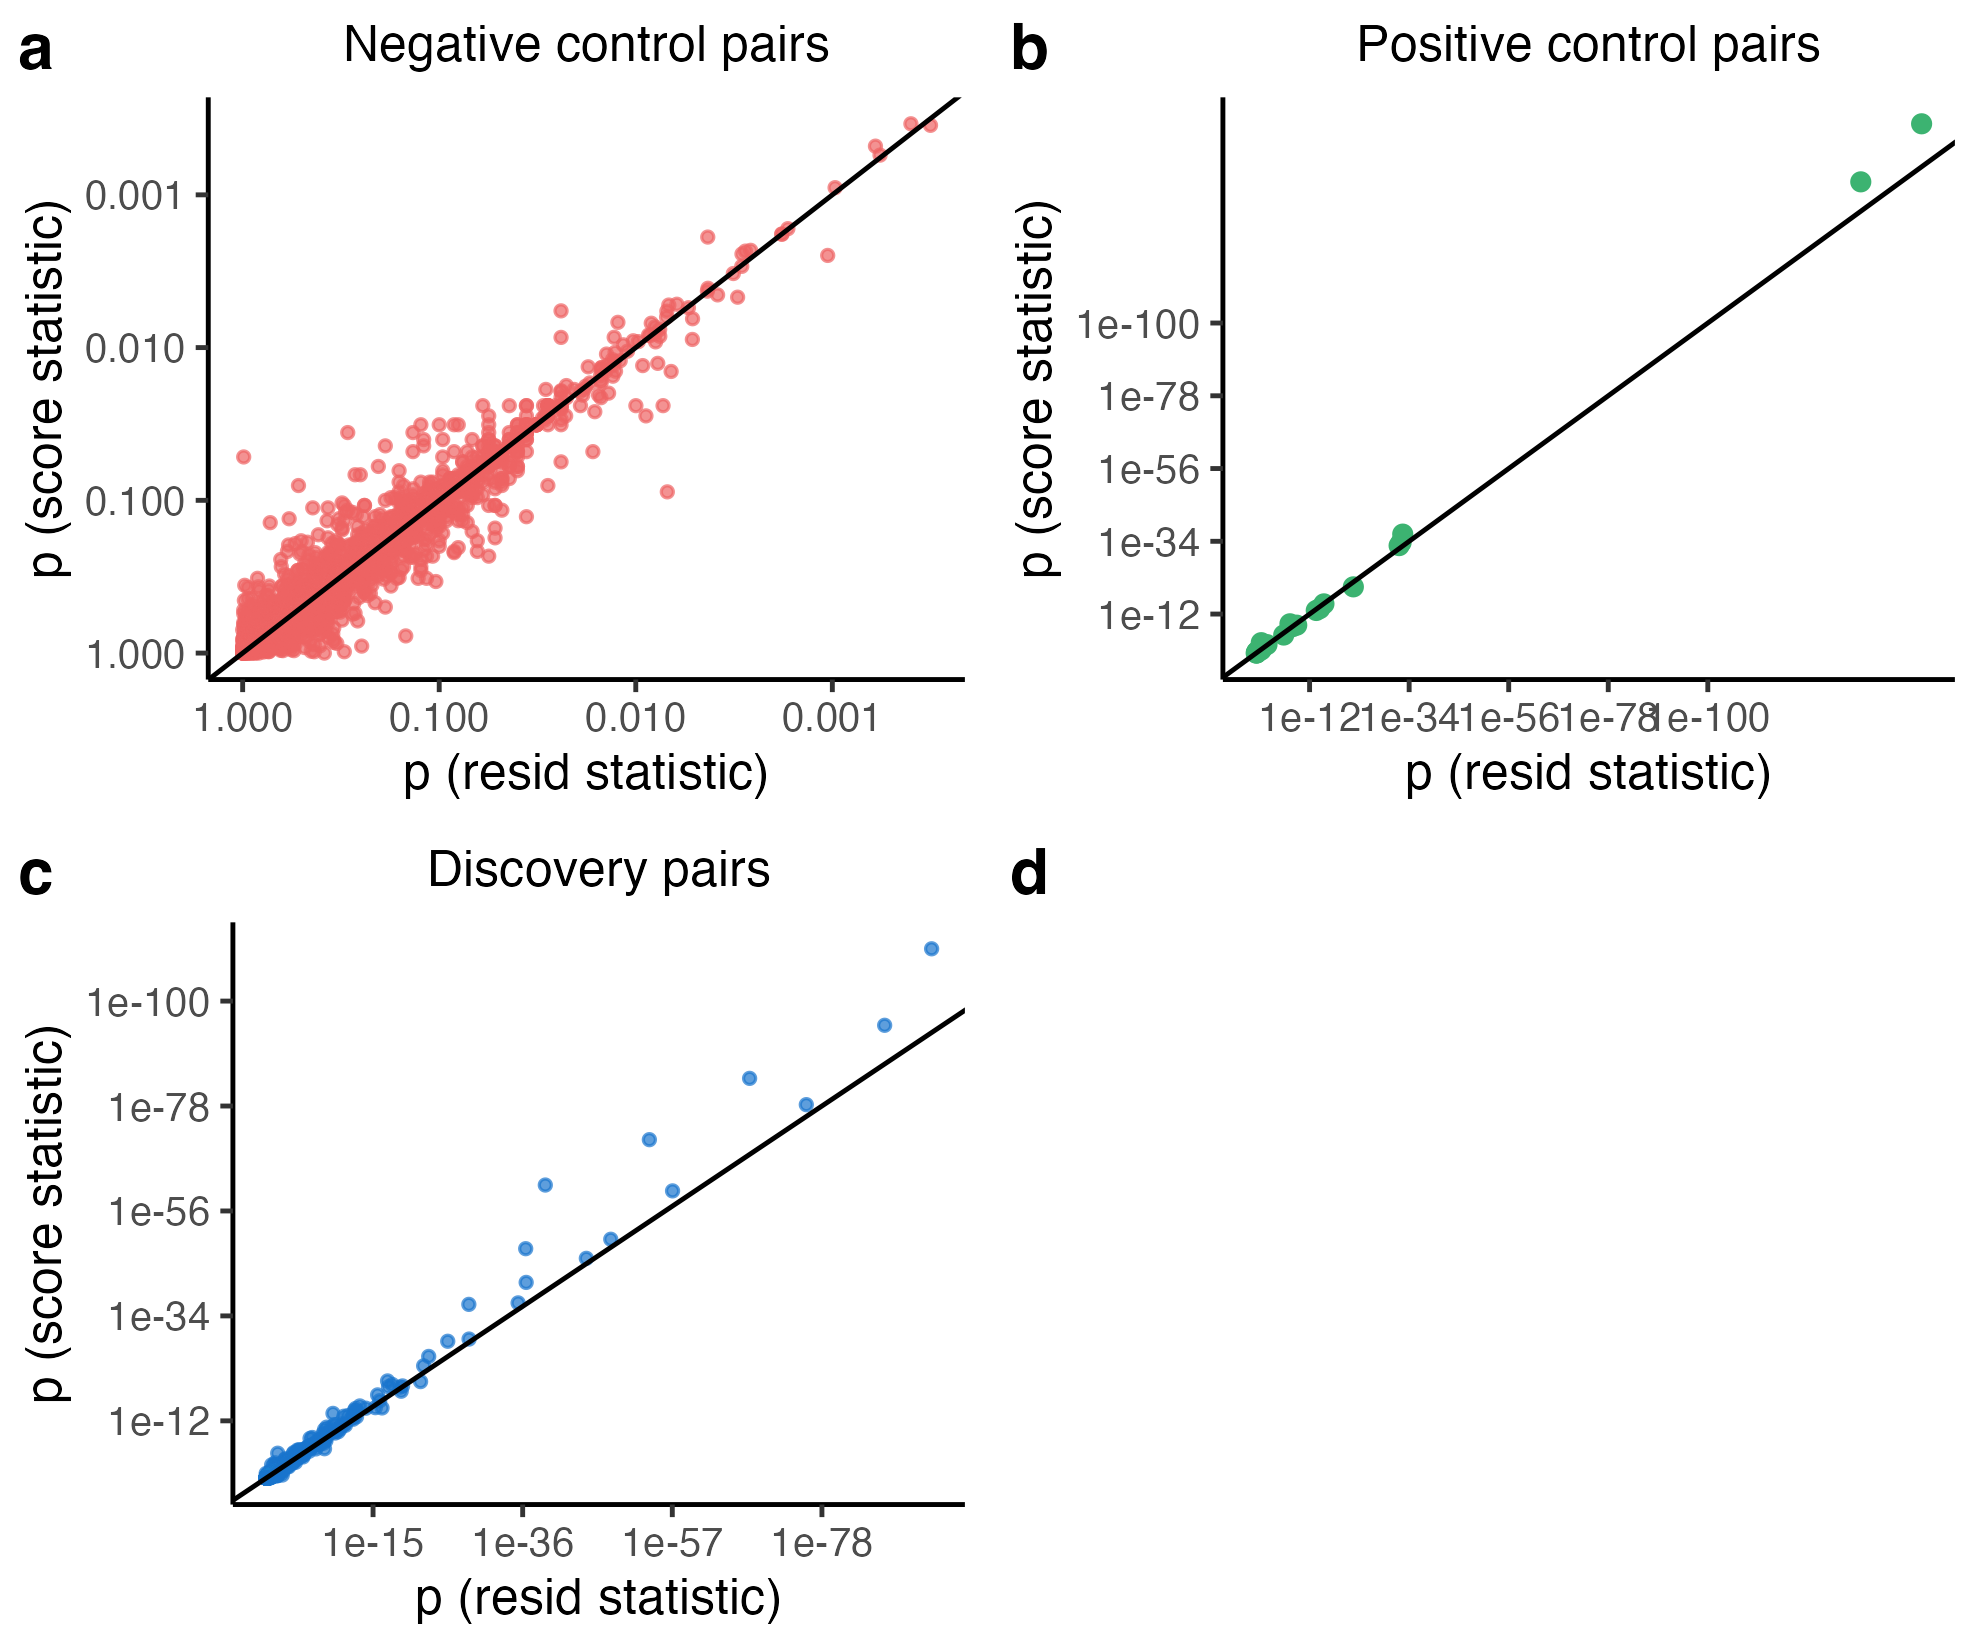 a
Negative control pairs
p (score statistic)
0.001
0.010
0.100
1.000
1.000 0.100 0.010 0.001
p (resid statistic)
b
Positive control pairs
p (score statistic)
1e-100
1e-78
1e-56
1e-34
1e-12
1e-12 1e-34 1e-56 1e-78 1e-100
p (resid statistic)
c
Discovery pairs
p (score statistic)
1e-100
1e-78
1e-56
1e-34
1e-12
1e-15 1e-36 1e-57 1e-78
p (resid statistic)
d